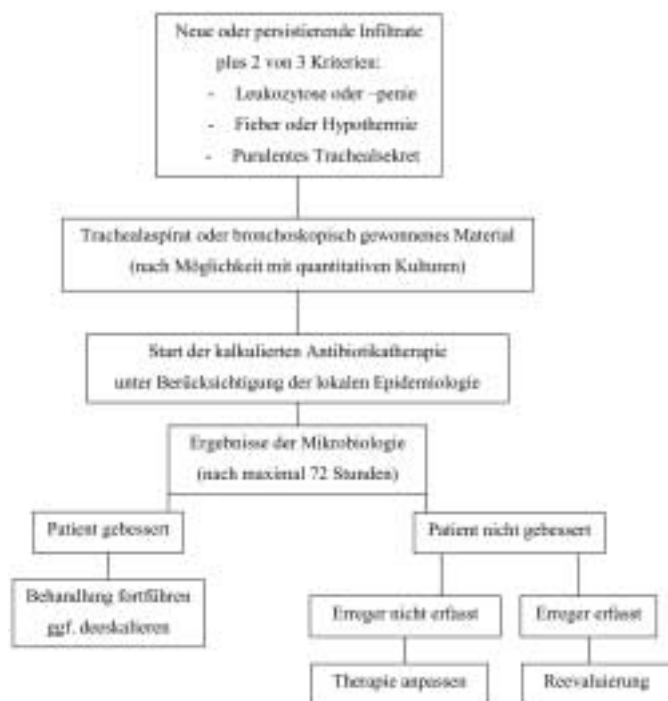 Neue oder persistierende Infiltrate
plus 2 von 3 Kriterien:
- Leukozytose oder –penie
- Fieber oder Hypothermie
- Purulentes Trachealsekret
Trachealaspirat oder bronchoskopisch gewonnenes Material
(nach Möglichkeit mit quantitativen Kulturen)
Start der kalkulierten Antibiotikatherapie
unter Berücksichtigung der lokalen Epidemiologie
Ergebnisse der Mikrobiologie
(nach maximal 72 Stunden)
Patient gebessert
Patient nicht gebessert
Behandlung fortführen
ggf. deeskalieren
Erreger nicht erfasst
Erreger erfasst
Therapie anpassen
Reevaluierung